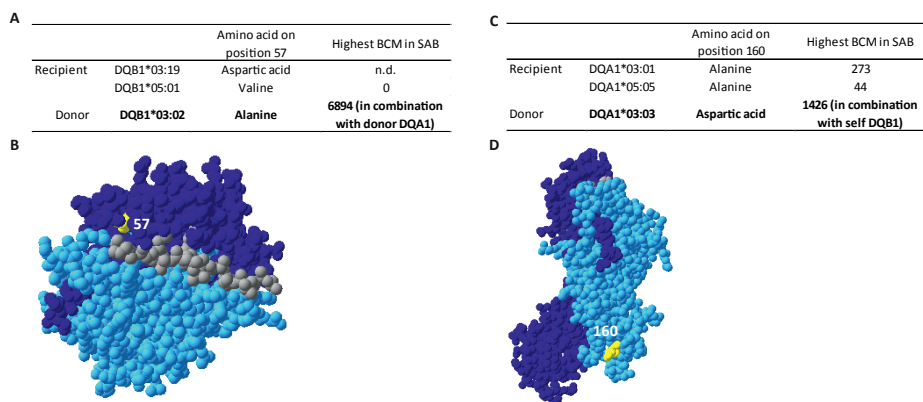 A
Amino acid on
position 57
Highest BCM in SAB
Recipient DQB1*03:19 Aspartic acid n.d.
DQB1*05:01 Valine 0
Donor DQB1*03:02 Alanine 6894 (in combination
with donor DQA1)
B
57
C
Amino acid on
position 160
Highest BCM in SAB
Recipient DQA1*03:01 Alanine 273
DQA1*05:05 Alanine 44
Donor DQA1*03:03 Aspartic acid 1426 (in combination
with self DQB1)
D
160